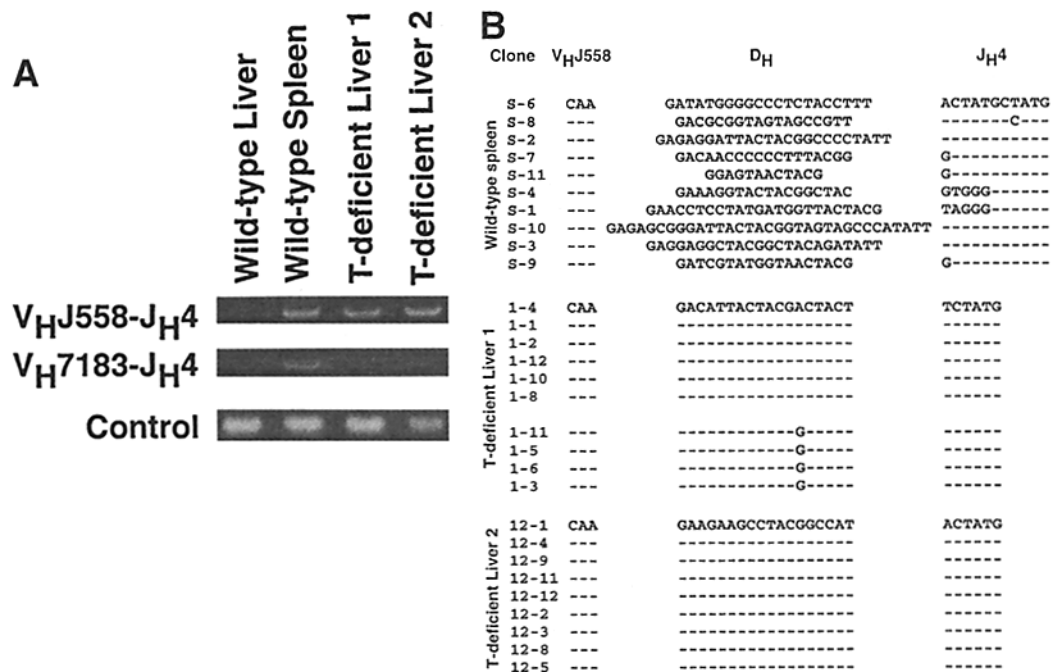 A
Wild-type Liver
Wild-type Spleen
T-deficient Liver 1
T-deficient Liver 2
VHJ558-JH4
VH7183-JH4
Control
B
Clone VHJ558 DH JH4
Wild-type spleen
S-6 CAA GATATGGGGCCCTCTACCTTT ACTATGCTATG
S-8 --- GACGCGGTAGTAGCCGTT -------C---
S-2 --- GAGAGGATTACTACGGCCCCTATT -----------
S-7 --- GACAACCCCCCTTTACGG G----------
S-11 --- GGAGTAACTACG G----------
S-4 --- GAAAGGTACTACGGCTAC GTGGG------
S-1 --- GAACCTCCTATGATGGTTACTACG TAGGG------
S-10 --- GAGAGCGGGATTACTACGGTAGTAGCCCATATT -----------
S-3 --- GAGGAGGCTACGGCTACAGATATT -----------
S-9 --- GATCGTATGGTAACTACG G----------
T-deficient Liver 1
1-4 CAA GACATTACTACGACTACT TCTATG
1-1 --- ------------------ ------
1-2 --- ------------------ ------
1-12 --- ------------------ ------
1-10 --- ------------------ ------
1-8 --- ------------------ ------
1-11 --- ------------G----- ------
1-5 --- ------------G----- ------
1-6 --- ------------G----- ------
1-3 --- ------------G----- ------
T-deficient Liver 2
12-1 CAA GAAGAAGCCTACGGCCAT ACTATG
12-4 --- ------------------ ------
12-9 --- ------------------ ------
12-11 --- ------------------ ------
12-12 --- ------------------ ------
12-2 --- ------------------ ------
12-3 --- ------------------ ------
12-8 --- ------------------ ------
12-5 --- ------------------ ------